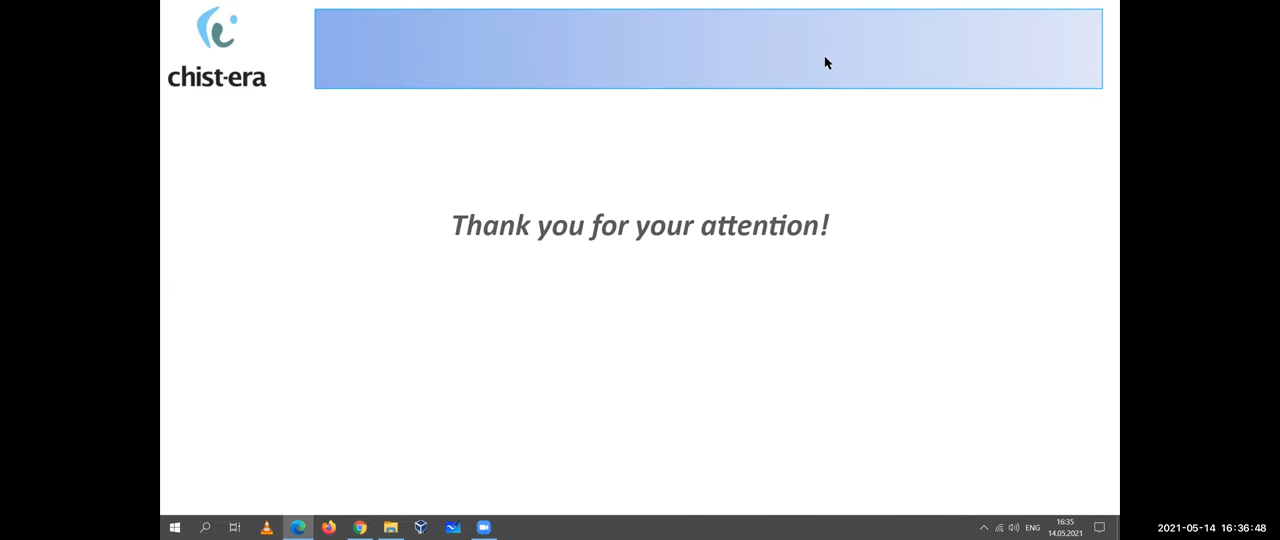 chist-era
Thank you for your attention!
ENG
16:35
14.05.2021
2021-05-14 16:36:48